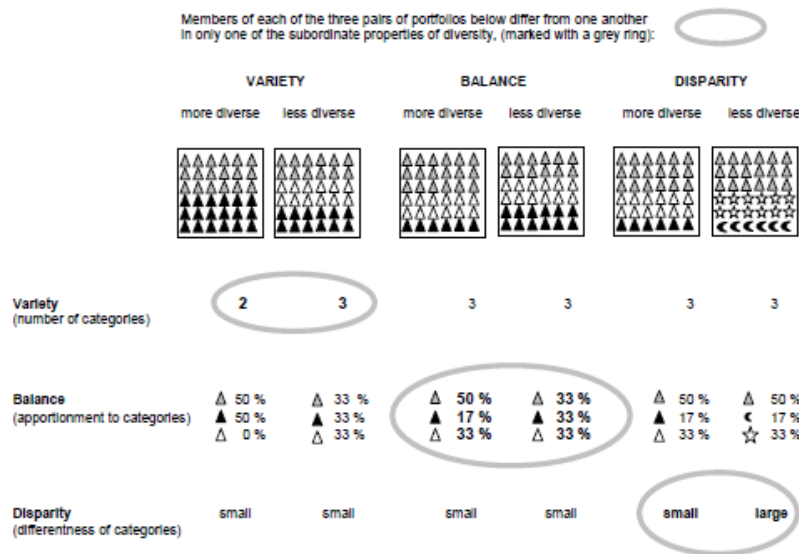 Members of each of the three pairs of portfolios below differ from one another
in only one of the subordinate properties of diversity, (marked with a grey ring):
VARIETY BALANCE DISPARITY
more diverse less diverse more diverse less diverse more diverse less diverse
Variety 2 3 3 3 3 3
(number of categories)
Balance 50 % 33 % 50 % 33 % 50 % 50 %
(apportionment to categories) 50 % 33 % 17 % 33 % 17 % 17 %
0 % 33 % 33 % 33 % 33 % 33 %
Disparity small small small small small large
(differentness of categories)